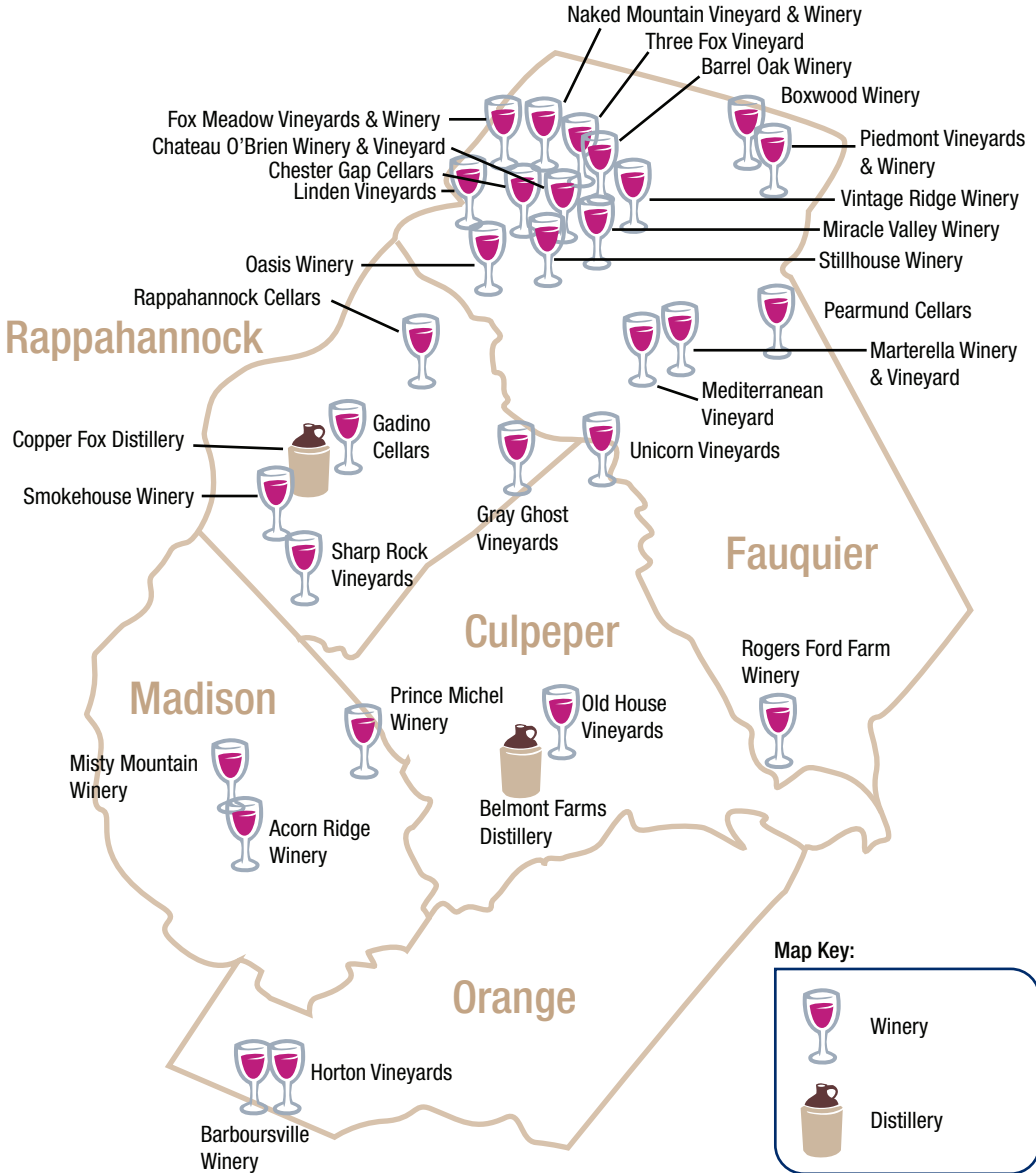 Naked Mountain Vineyard & Winery
Three Fox Vineyard
Barrel Oak Winery
Boxwood Winery
Fox Meadow Vineyards & Winery
Chateau O'Brien Winery & Vineyard
Chester Gap Cellars
Linden Vineyards
Piedmont Vineyards
& Winery
Vintage Ridge Winery
Miracle Valley Winery
Stillhouse Winery
Oasis Winery
Rappahannock Cellars
Pearmund Cellars
Rappahannock
Marterella Winery
& Vineyard
Mediterranean
Vineyard
Copper Fox Distillery
Gadino
Cellars
Unicorn Vineyards
Smokehouse Winery
Gray Ghost
Vineyards
Sharp Rock
Vineyards
Fauquier
Culpeper
Rogers Ford Farm
Winery
Madison
Prince Michel
Winery
Old House
Vineyards
Misty Mountain
Winery
Belmont Farms
Distillery
Acorn Ridge
Winery
Orange
Horton Vineyards
Barboursville
Winery
Map Key:
Winery
Distillery